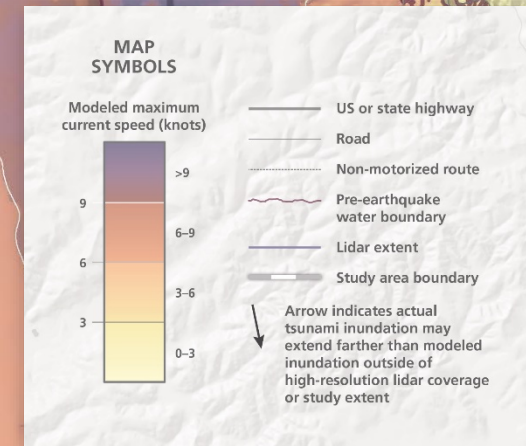 MAP
SYMBOLS
Modeled maximum
current speed (knots)
>9
9
6–9
6
3–6
3
0–3
US or state highway
Road
Non-motorized route
Pre-earthquake
water boundary
Lidar extent
Study area boundary
Arrow indicates actual
tsunami inundation may
extend farther than modeled
inundation outside of
high-resolution lidar coverage
or study extent